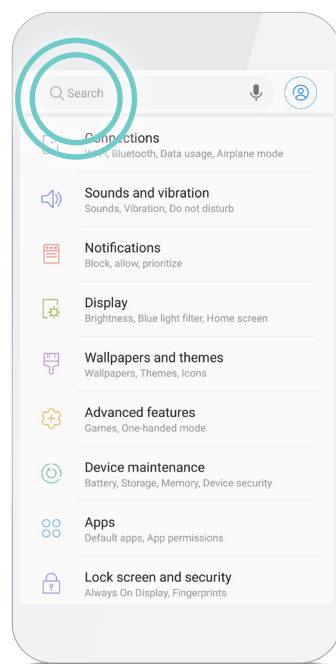 Search
Connections
Wi-Fi, Bluetooth, Data usage, Airplane mode
Sounds and vibration
Sounds, Vibration, Do not disturb
Notifications
Block, allow, prioritize
Display
Brightness, Blue light filter, Home screen
Wallpapers and themes
Wallpapers, Themes, Icons
Advanced features
Games, One-handed mode
Device maintenance
Battery, Storage, Memory, Device security
Apps
Default apps, App permissions
Lock screen and security
Always On Display, Fingerprints